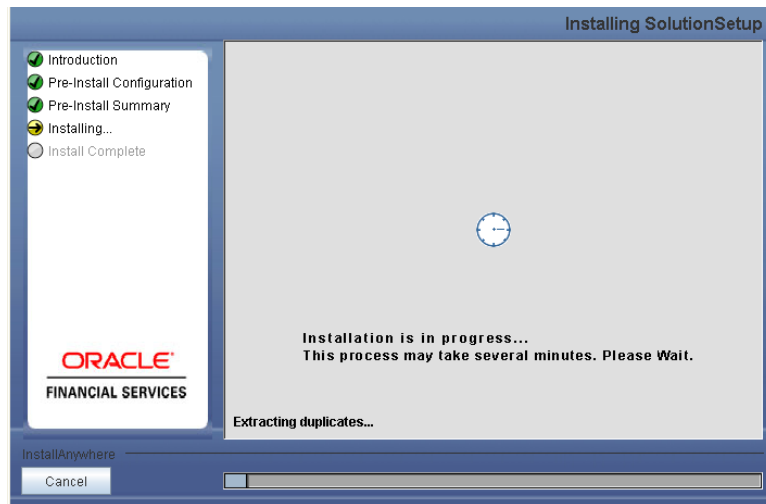 Installing SolutionSetup
Introduction
Pre-Install Configuration
Pre-Install Summary
Installing...
Install Complete
Installation is in progress...
This process may take several minutes. Please Wait.
ORACLE
FINANCIAL SERVICES
Extracting duplicates...
InstallAnywhere
Cancel